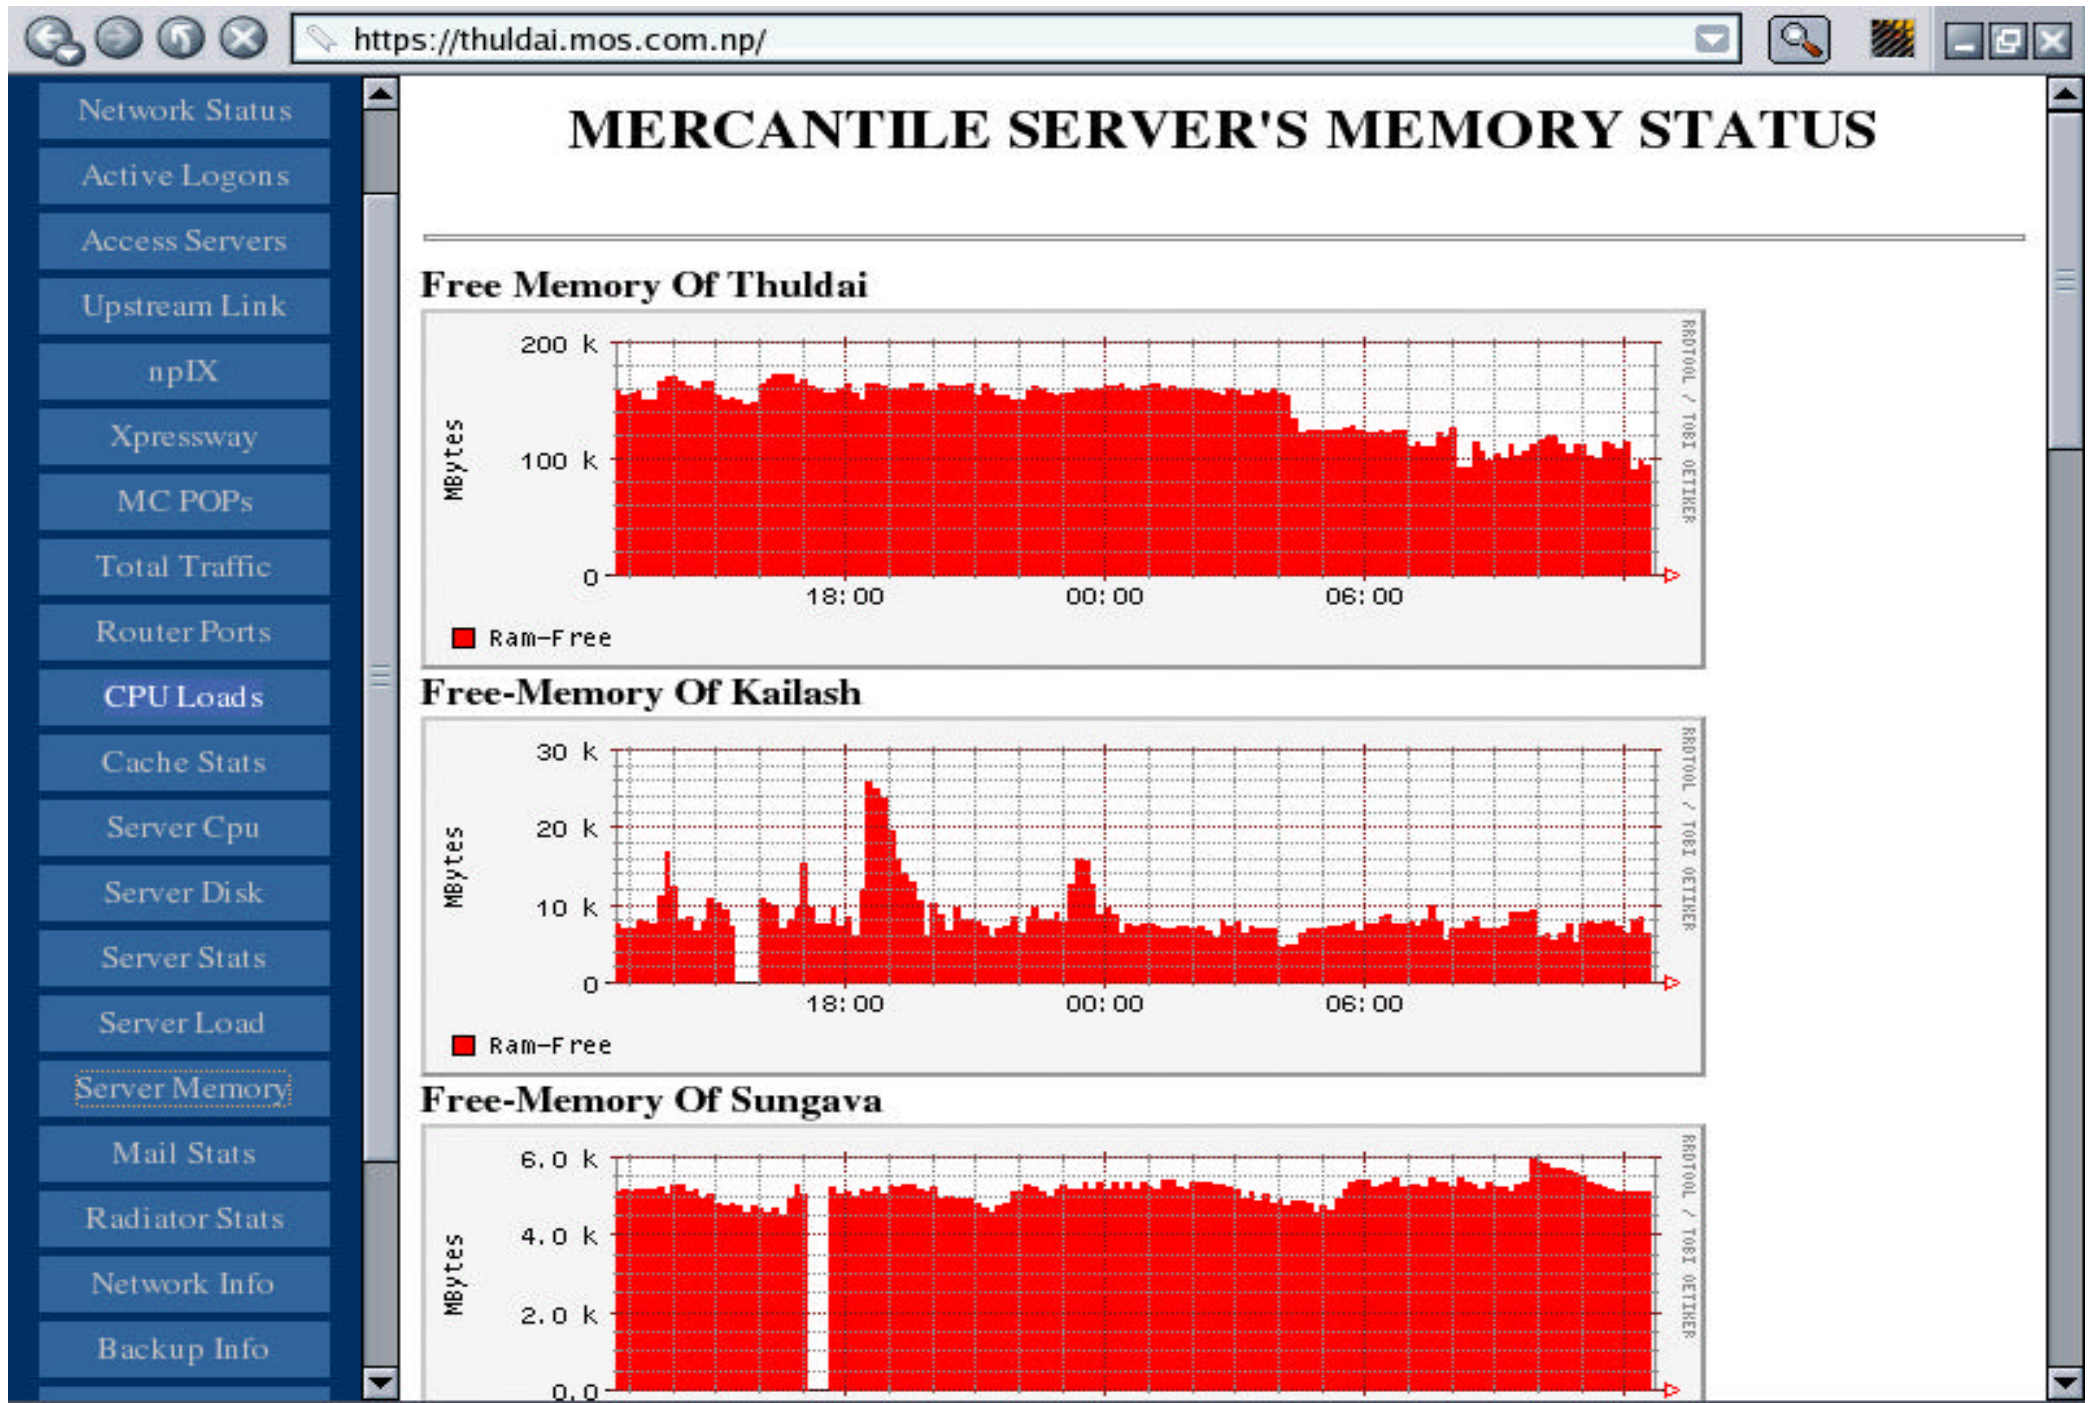 https://thuldai.mos.com.np/
Network Status
Active Logons
Access Servers
Upstream Link
npIX
Xpressway
MC POPs
Total Traffic
Router Ports
CPU Loads
Cache Stats
Server Cpu
Server Disk
Server Stats
Server Load
Server Memory
Mail Stats
Radiator Stats
Network Info
Backup Info
MERCANTILE SERVER'S MEMORY STATUS
Free Memory Of Thuldai
200 k
100 k
0
MBytes
18:00 00:00 06:00
Ram-Free
RRDTOOL / TOBI OETIKER
Free-Memory Of Kailash
30 k
20 k
10 k
0
MBytes
18:00 00:00 06:00
Ram-Free
RRDTOOL / TOBI OETIKER
Free-Memory Of Sungava
6.0 k
4.0 k
2.0 k
0.0
MBytes
RRDTOOL / TOBI OETIKER